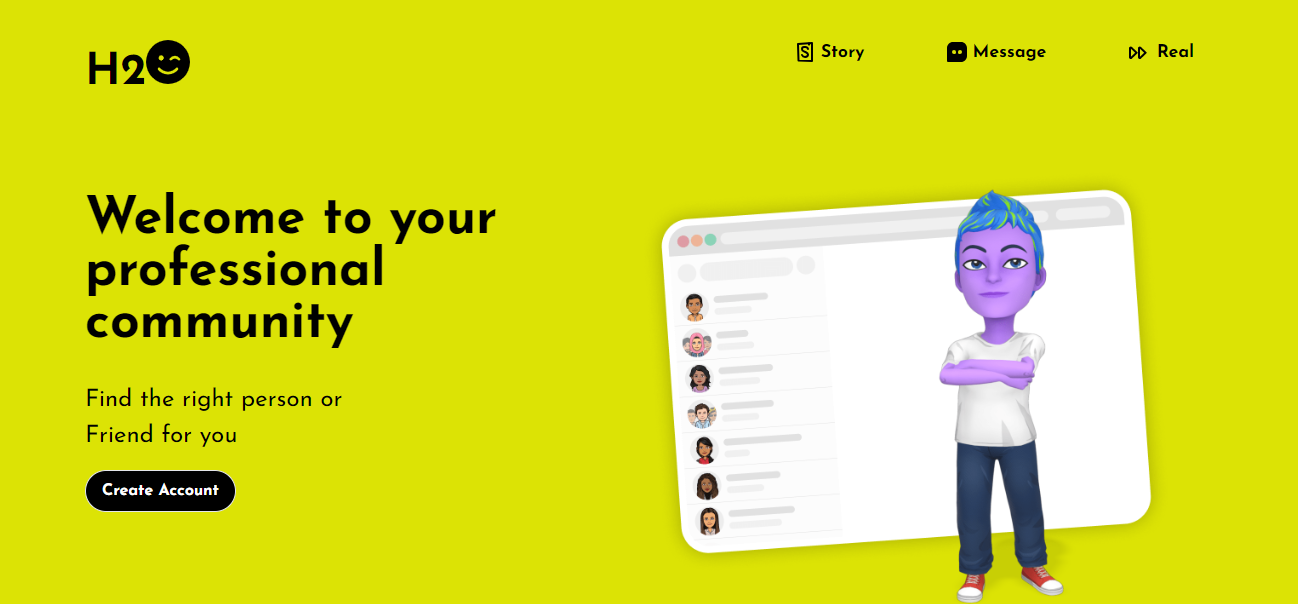 H2
Story
Message
Real
Welcome to your
professional
community
Find the right person or
Friend for you
Create Account